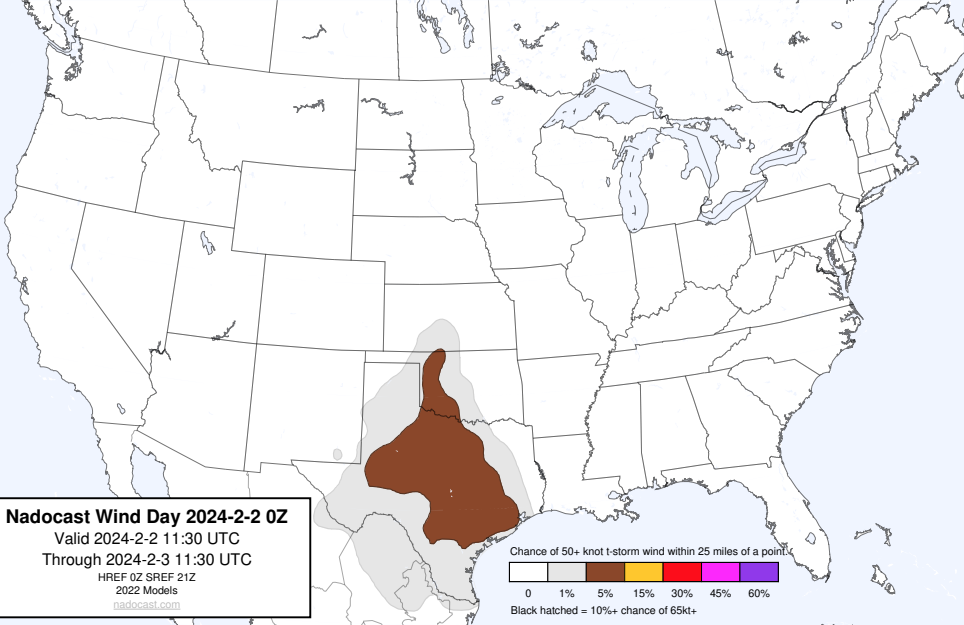 Nadocast Wind Day 2024-2-2 0Z
Valid 2024-2-2 11:30 UTC
Through 2024-2-3 11:30 UTC
HREF 0Z SREF 21Z
2022 Models
nadocast.com
Chance of 50+ knot t-storm wind within 25 miles of a point.
0 1% 5% 15% 30% 45% 60%
Black hatched = 10%+ chance of 65kt+